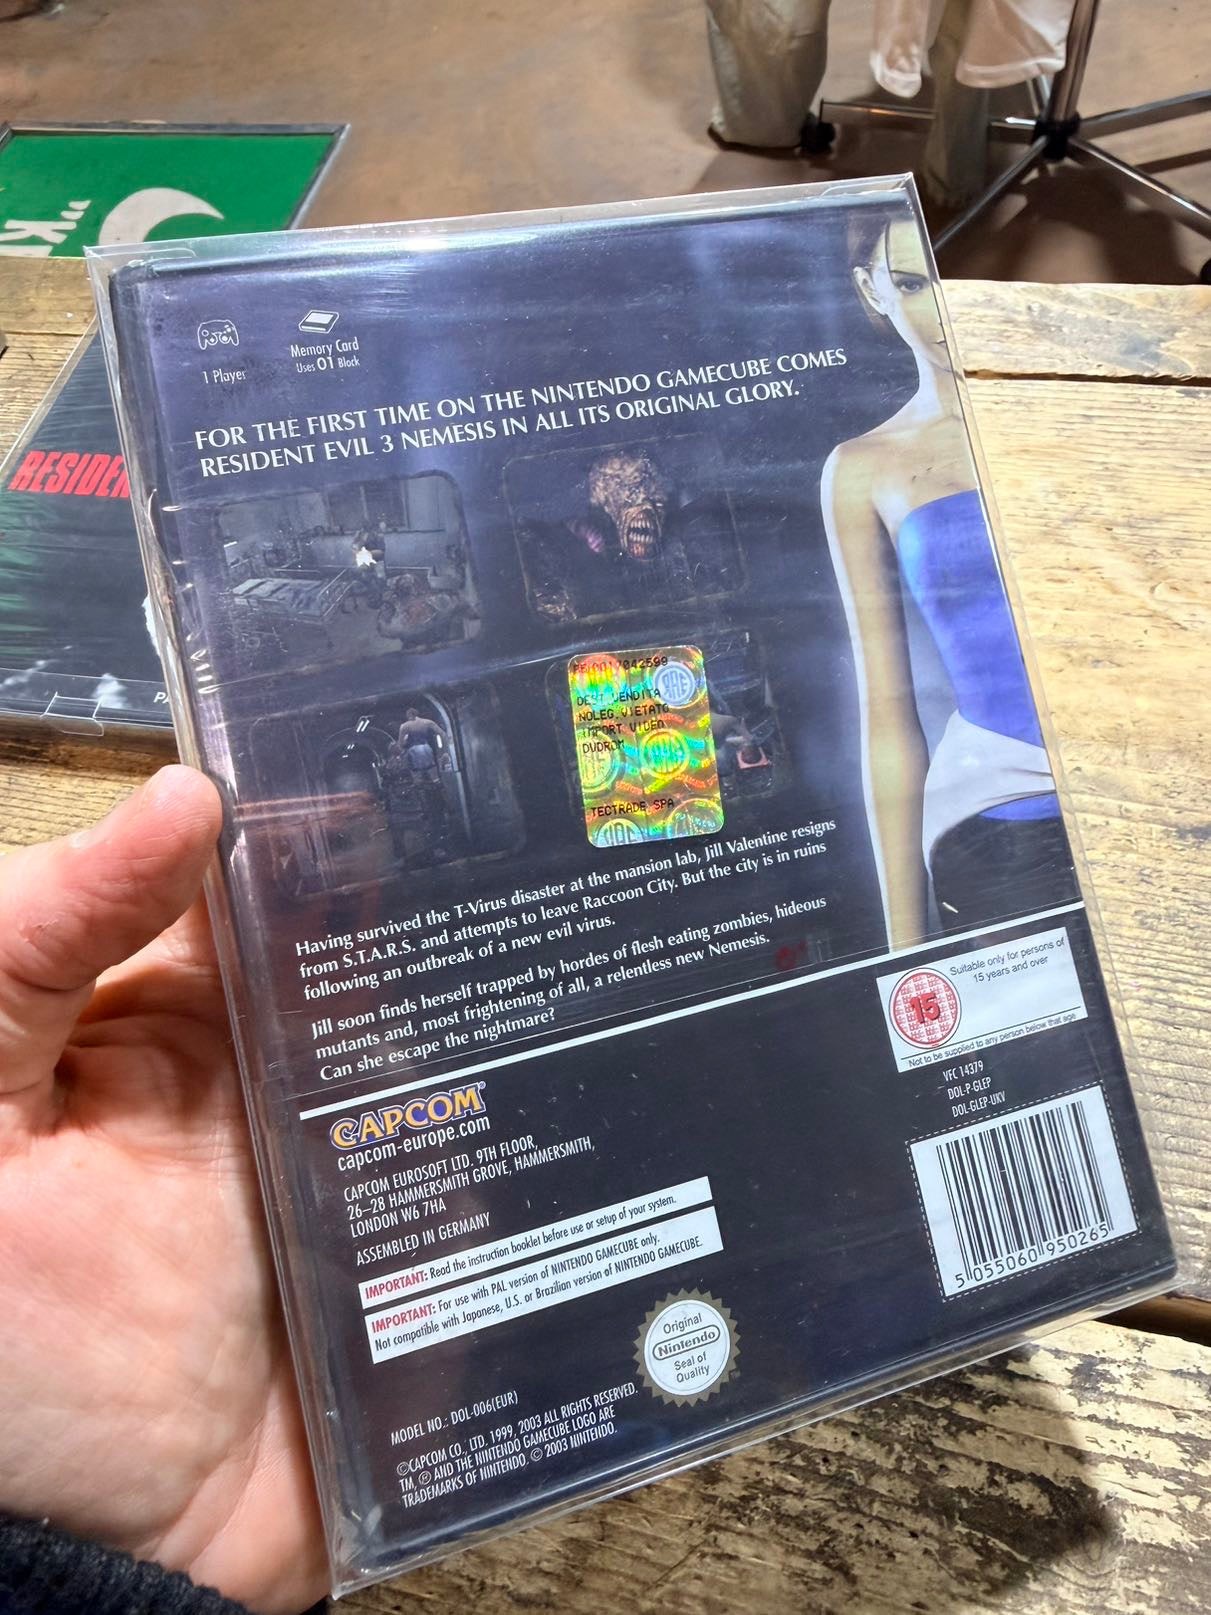 "K
RESIDEN
PA
1 Player
Memory Card
Uses 01 Block
FOR THE FIRST TIME ON THE NINTENDO GAMECUBE COMES
RESIDENT EVIL 3 NEMESIS IN ALL ITS ORIGINAL GLORY.
DEST.VENDITA
NOLEG.VIETATO
IMPORT VIDEO
DVDROM
TECTRADE SPA
Having survived the T-Virus disaster at the mansion lab, Jill Valentine resigns
from S.T.A.R.S. and attempts to leave Raccoon City. But the city is in ruins
following an outbreak of a new evil virus.
Jill soon finds herself trapped by hordes of flesh eating zombies, hideous
mutants and, most frightening of all, a relentless new Nemesis.
Can she escape the nightmare?
CAPCOM®
capcom-europe.com
CAPCOM EUROSOFT LTD. 9TH FLOOR,
26–28 HAMMERSMITH GROVE, HAMMERSMITH,
LONDON W6 7HA
ASSEMBLED IN GERMANY
IMPORTANT: Read the instruction booklet before use or setup of your system.
IMPORTANT: For use with PAL version of NINTENDO GAMECUBE only.
Not compatible with Japanese, U.S. or Brazilian version of NINTENDO GAMECUBE.
Suitable only for persons of
15 years and over
15
Not to be supplied to any person below that age
VFC 14379
DOL-P-GLEP
DOL-GLEP-UKV
5 055060 950265
Original
Nintendo
Seal of
Quality
MODEL NO.: DOL-006(EUR)
©CAPCOM CO., LTD. 1999, 2003 ALL RIGHTS RESERVED.
TM, ® AND THE NINTENDO GAMECUBE LOGO ARE
TRADEMARKS OF NINTENDO. © 2003 NINTENDO.